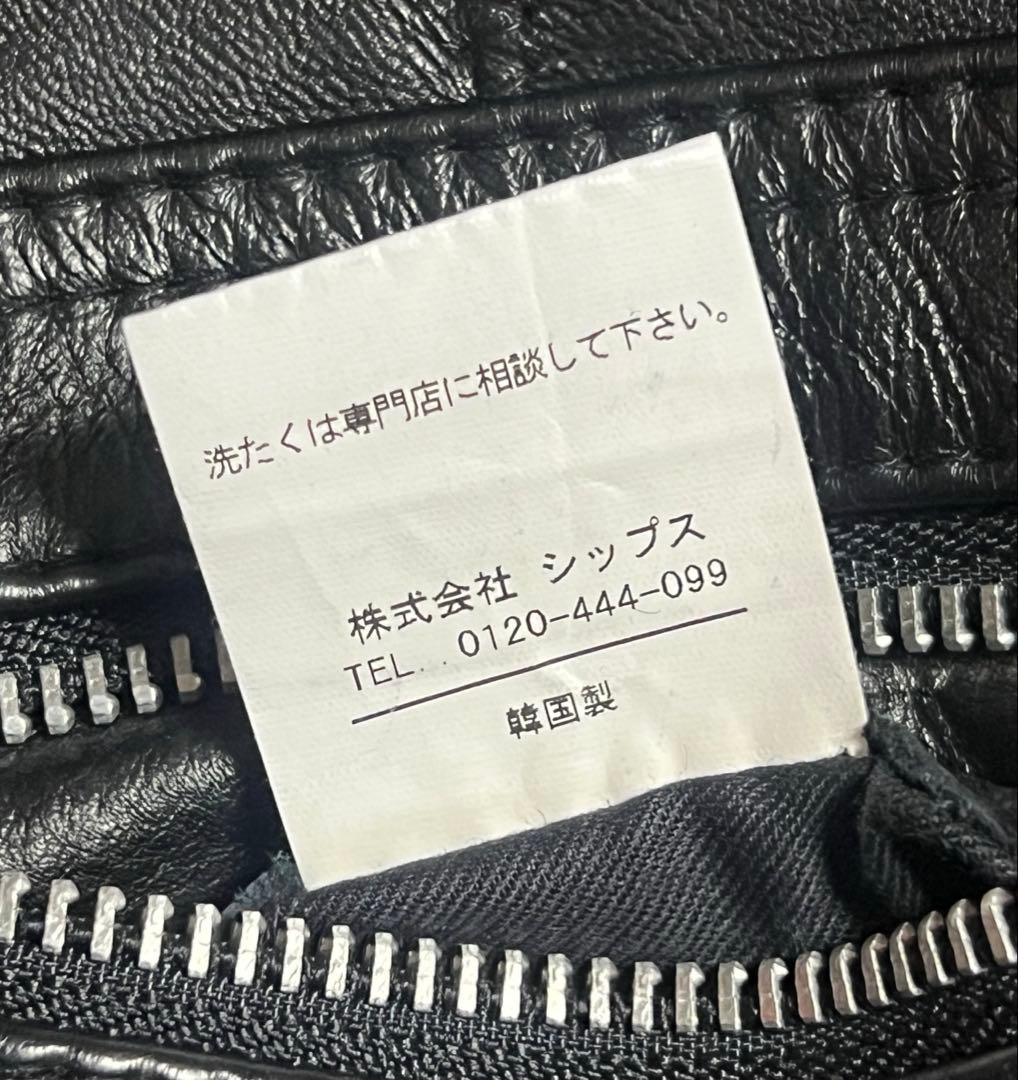 洗たくは専門店に相談して下さい。
株式会社 シップス
TEL.. 0120-444-099
韓国製